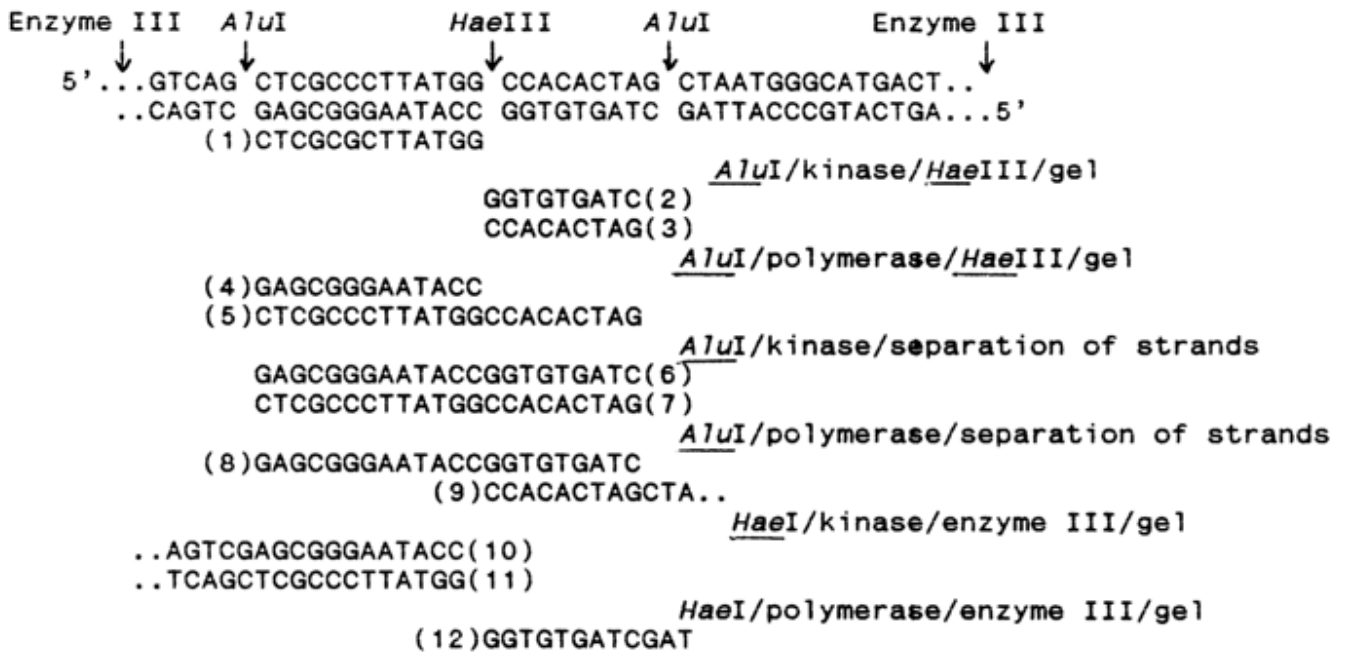 Enzyme III AluI HaeIII AluI Enzyme III
5'...GTCAG CTCGCCCTTATGG CCACACTAG CTAATGGGCATGACT..
..CAGTC GAGCGGGAATACC GGTGTGATC GATTACCCGTACTGA...5'
(1)CTCGCGCTTATGG
AluI/kinase/HaeIII/gel
GGTGTGATC(2)
CCACACTAG(3)
AluI/polymerase/HaeIII/gel
(4)GAGCGGGAATACC
(5)CTCGCCCTTATGGCCACACTAG
AluI/kinase/separation of strands
GAGCGGGAATACCGGTGTGATC(6)
CTCGCCCTTATGGCCACACTAG(7)
AluI/polymerase/separation of strands
(8)GAGCGGGAATACCGGTGTGATC
(9)CCACACTAGCTA..
HaeI/kinase/enzyme III/gel
..AGTCGAGCGGGAATACC(10)
..TCAGCTCGCCCTTATGG(11)
HaeI/polymerase/enzyme III/gel
(12)GGTGTGATCGAT